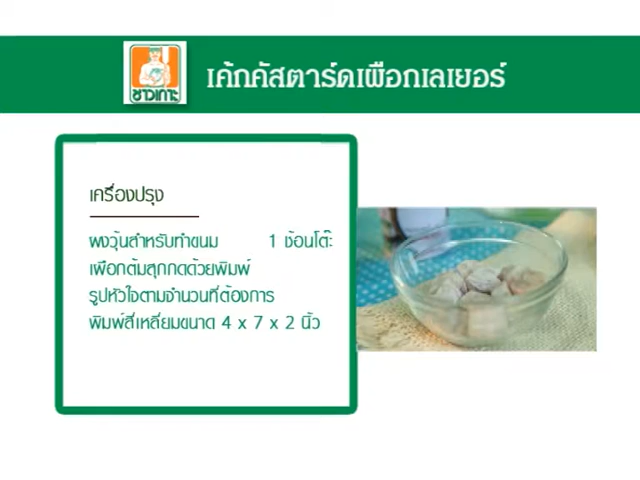 ชาวเกาะ
เค้กคัสตาร์ดเผือกเลเยอร์
เครื่องปรุง
ผงวุ้นสำหรับทำขนม 1 ช้อนโต๊ะ
เผือกต้มสุกกดด้วยพิมพ์
รูปหัวใจตามจำนวนที่ต้องการ
พิมพ์สี่เหลี่ยมขนาด 4 x 7 x 2 นิ้ว